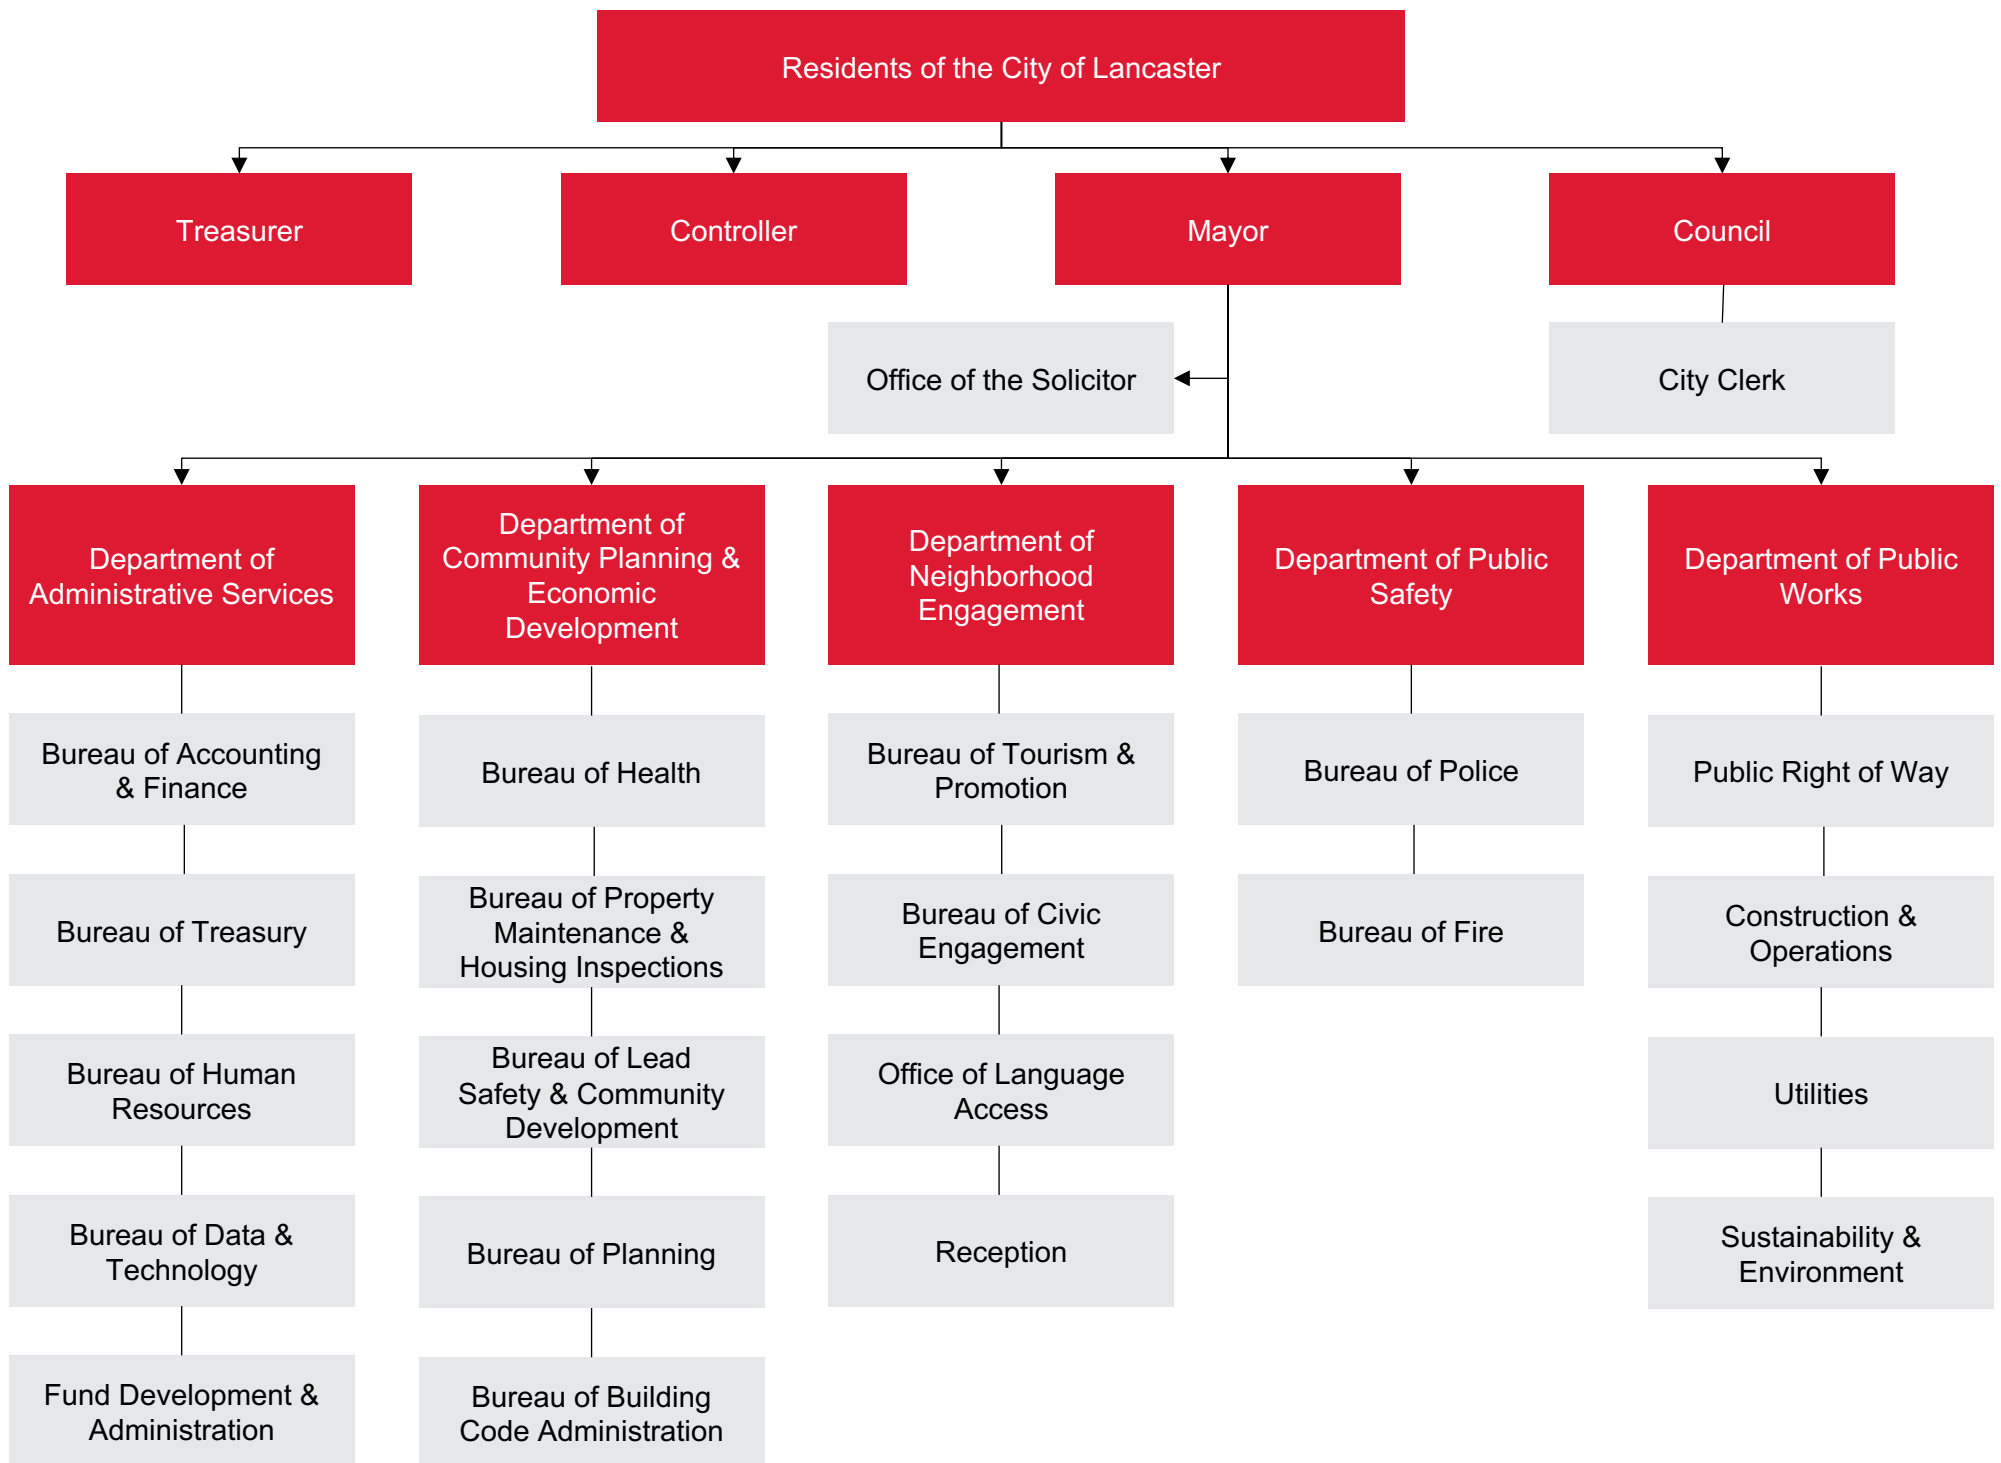 Residents of the City of Lancaster
Treasurer
Controller
Mayor
Council
Office of the Solicitor
City Clerk
Department of
Administrative Services
Department of
Community Planning &
Economic
Development
Department of
Neighborhood
Engagement
Department of Public
Safety
Department of Public
Works
Bureau of Accounting
& Finance
Bureau of Treasury
Bureau of Human
Resources
Bureau of Data &
Technology
Fund Development &
Administration
Bureau of Health
Bureau of Property
Maintenance &
Housing Inspections
Bureau of Lead
Safety & Community
Development
Bureau of Planning
Bureau of Building
Code Administration
Bureau of Tourism &
Promotion
Bureau of Civic
Engagement
Office of Language
Access
Reception
Bureau of Police
Bureau of Fire
Public Right of Way
Construction &
Operations
Utilities
Sustainability &
Environment